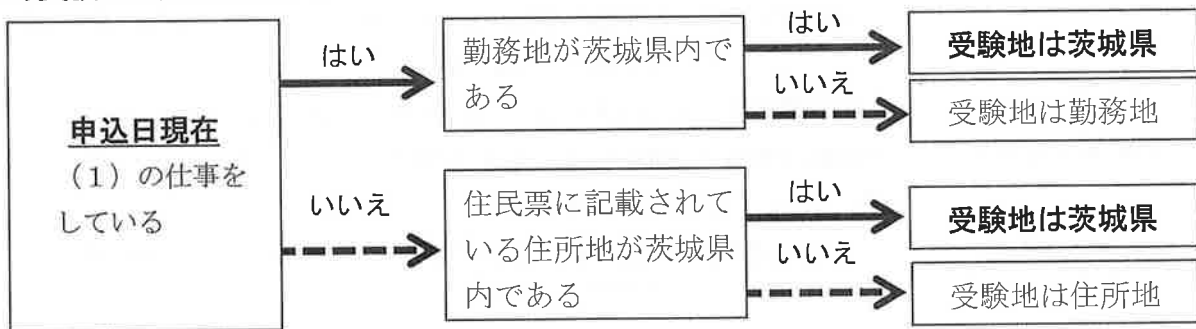 申込日現在
（１）の仕事を
している
はい
勤務地が茨城県内で
ある
はい
受験地は茨城県
いいえ
受験地は勤務地
いいえ
住民票に記載されて
いる住所地が茨城県
内である
はい
受験地は茨城県
いいえ
受験地は住所地